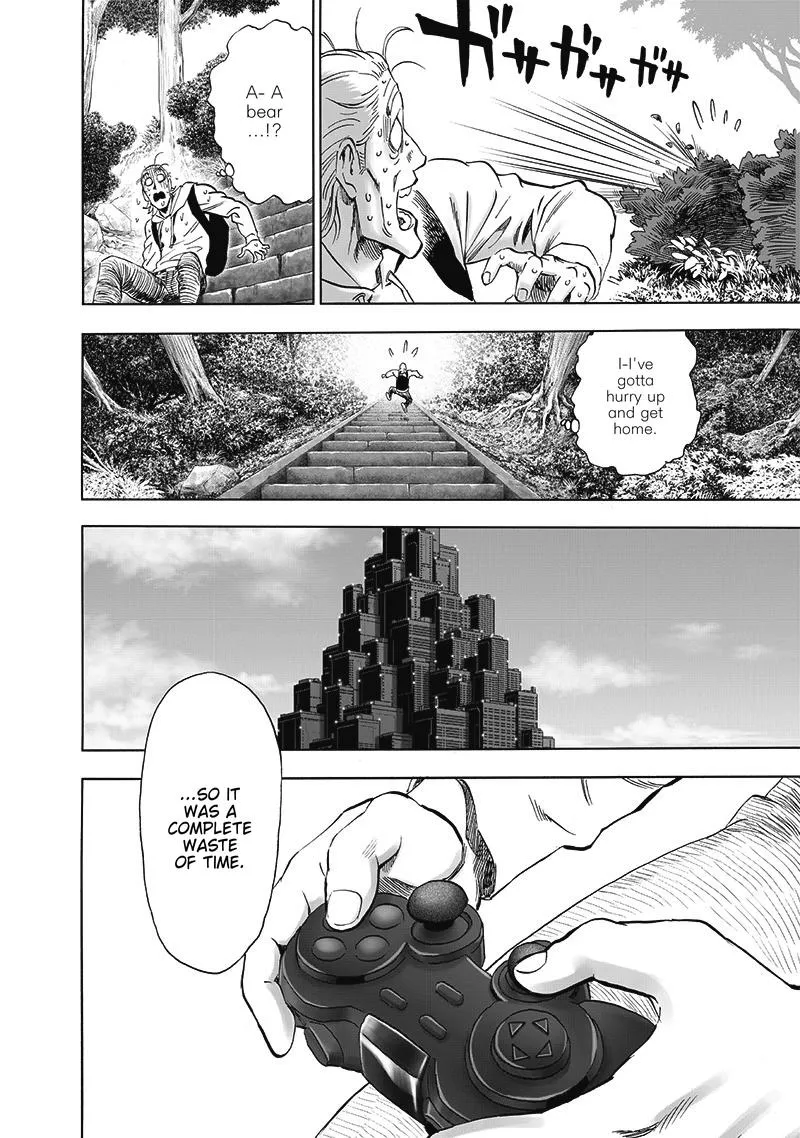 ガサガサガサ
A- A
bear
...!?
I-I've
gotta
hurry up
and get
home.
...SO IT
WAS A
COMPLETE
WASTE
OF TIME.